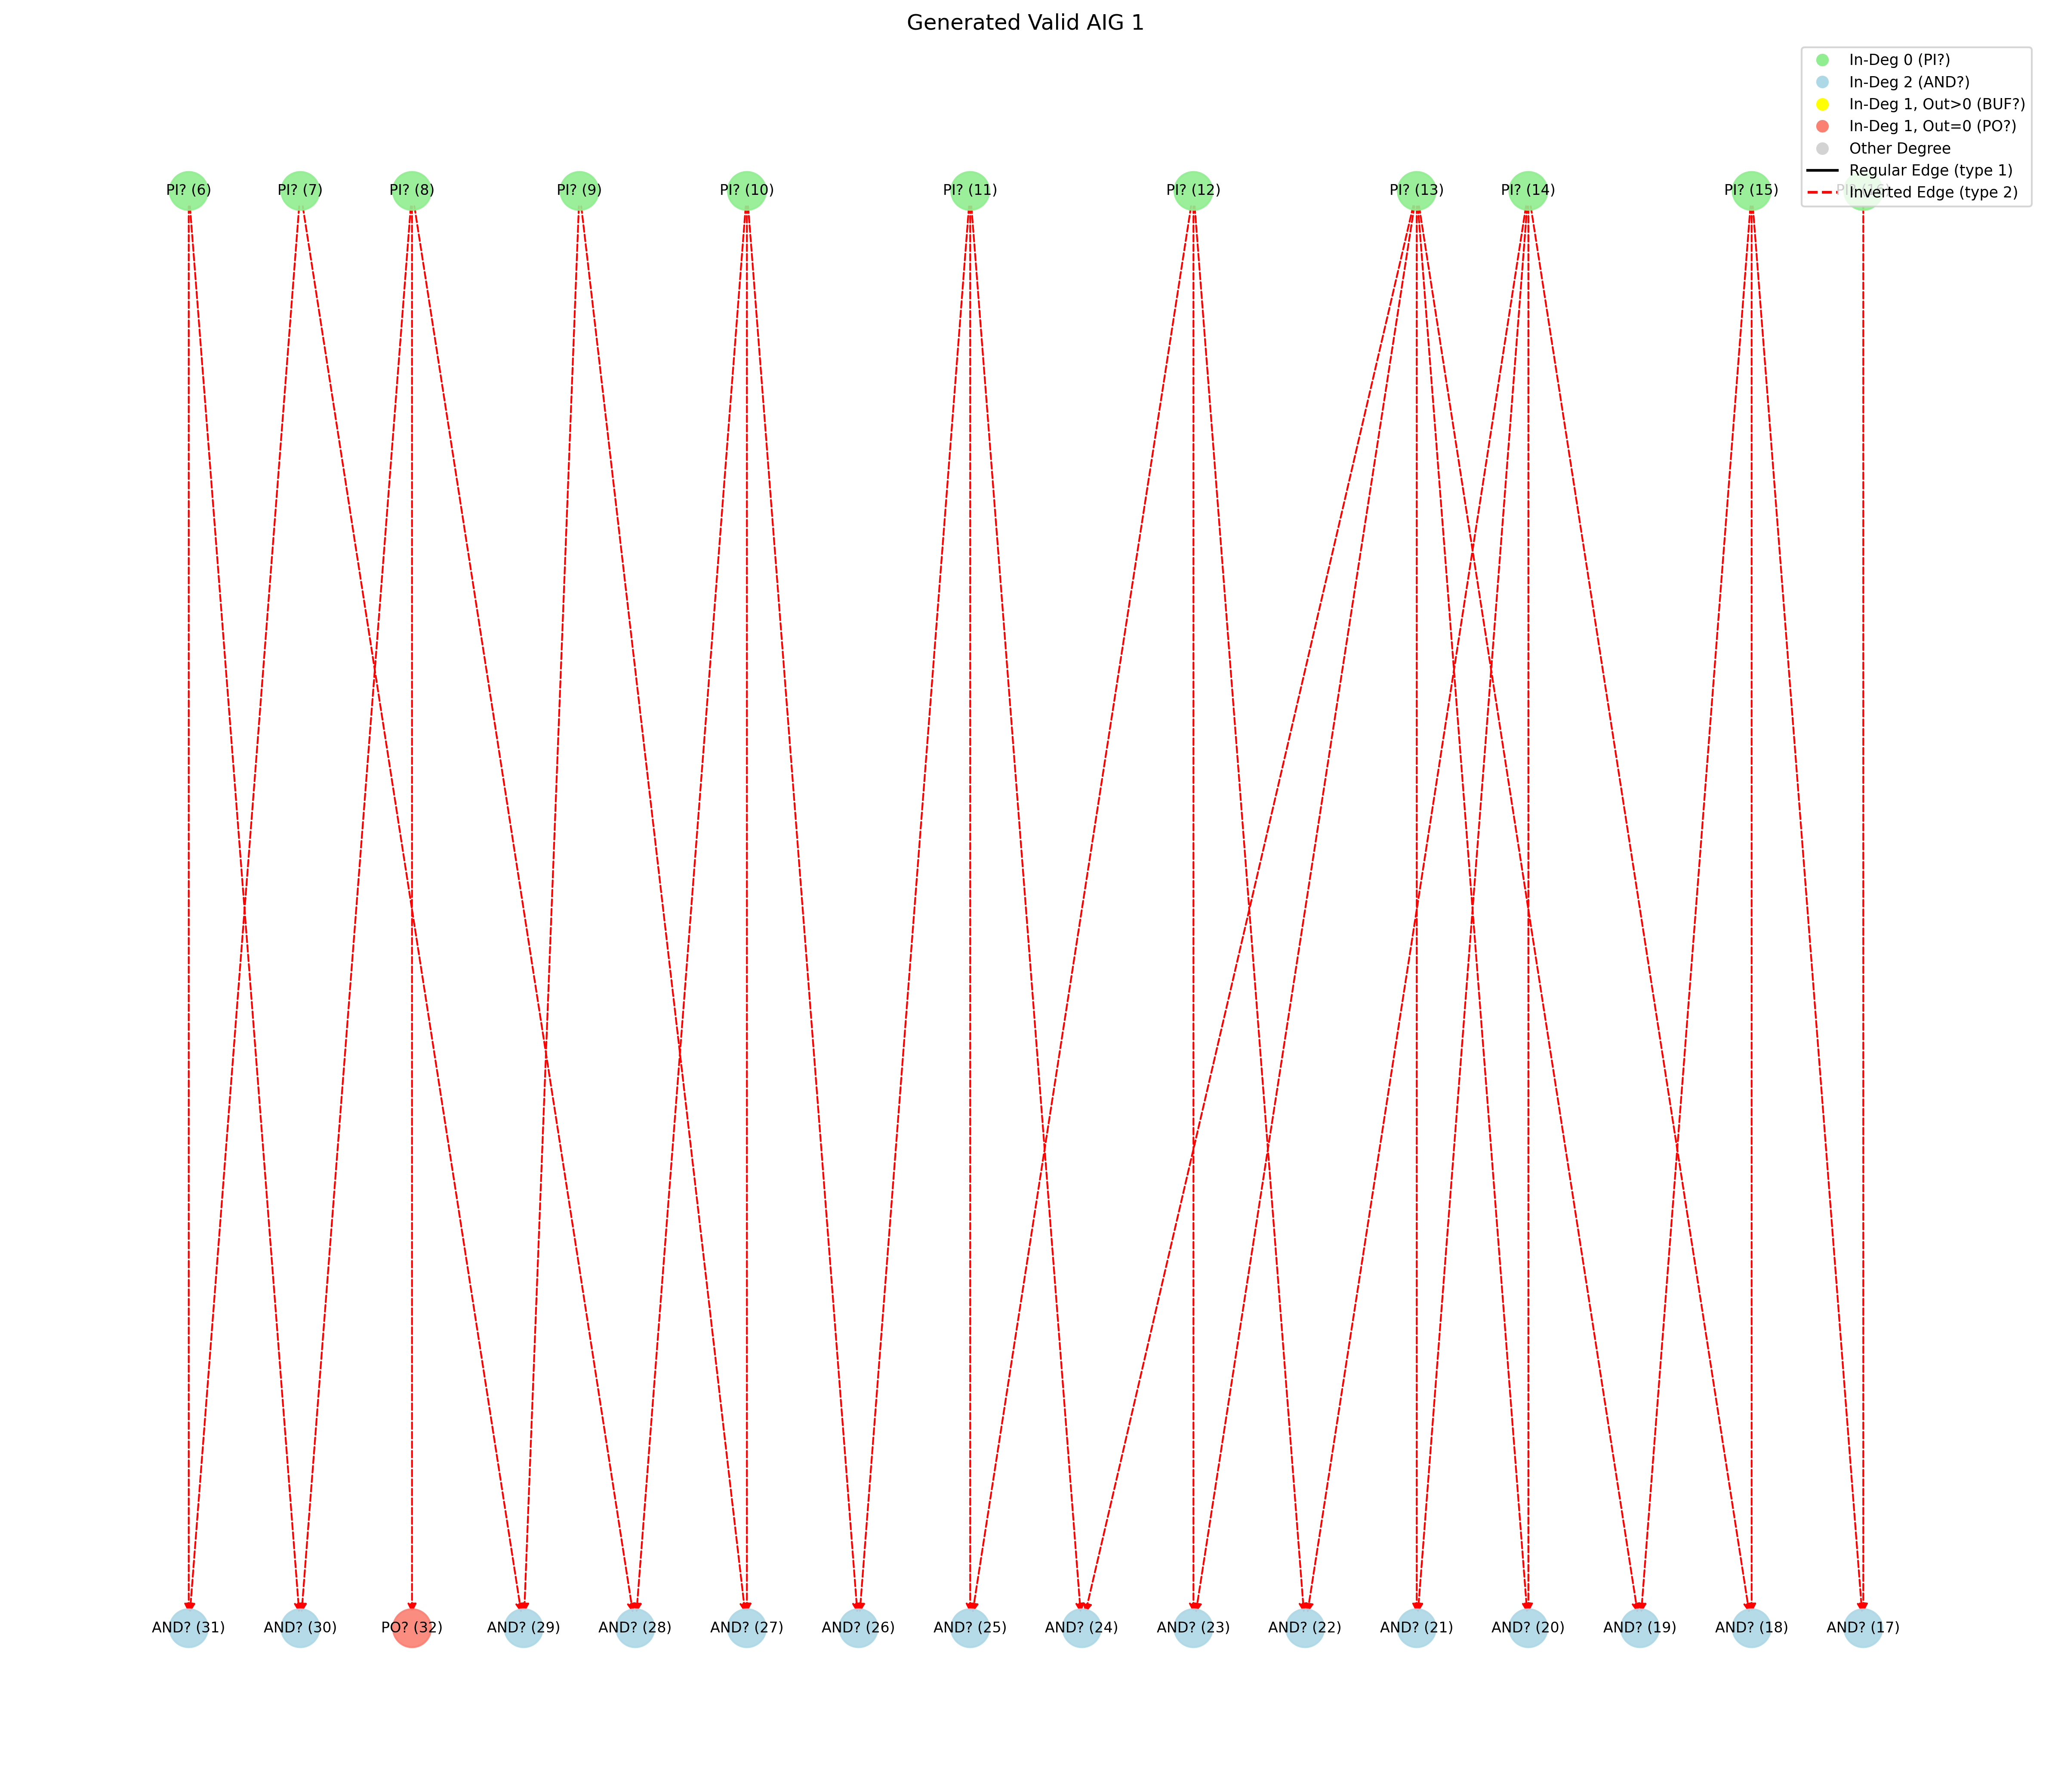 Generated Valid AIG 1
In-Deg 0 (PI?)
In-Deg 2 (AND?)
In-Deg 1, Out>0 (BUF?)
In-Deg 1, Out=0 (PO?)
Other Degree
Regular Edge (type 1)
Inverted Edge (type 2)
PI? (6) PI? (7) PI? (8) PI? (9) PI? (10) PI? (11) PI? (12) PI? (13) PI? (14) PI? (15) PI? (16)
AND? (31) AND? (30) PO? (32) AND? (29) AND? (28) AND? (27) AND? (26) AND? (25) AND? (24) AND? (23) AND? (22) AND? (21) AND? (20) AND? (19) AND? (18) AND? (17)